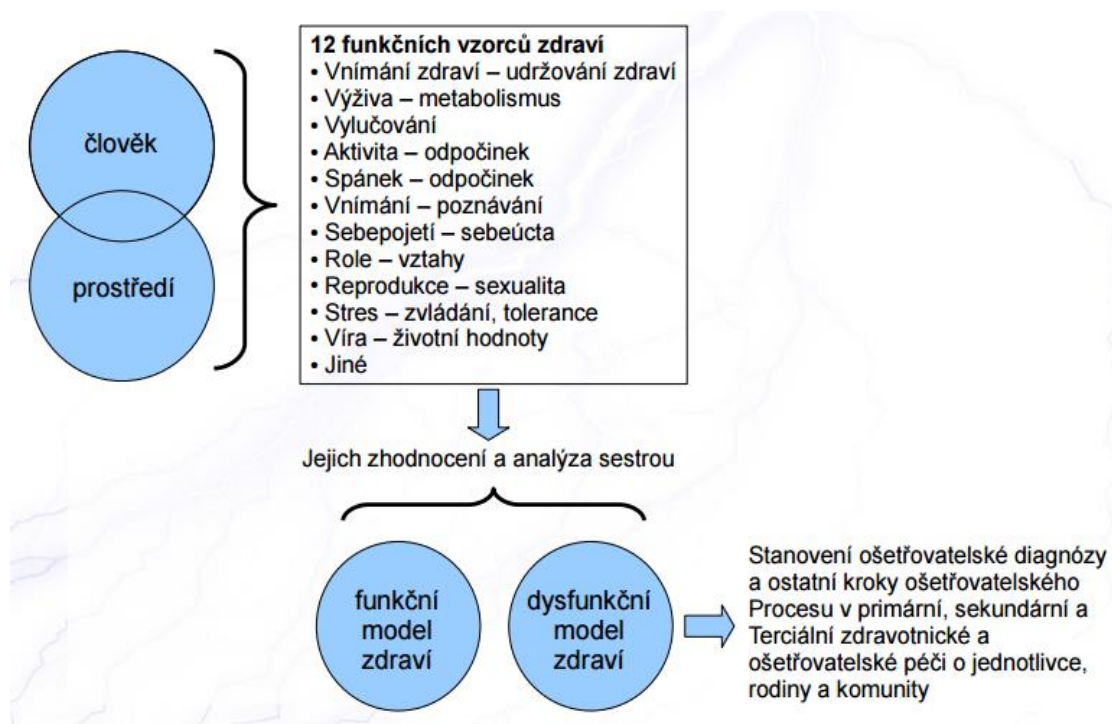 člověk
prostředí
12 funkčních vzorců zdraví
• Vnímání zdraví – udržování zdraví
• Výživa – metabolismus
• Vylučování
• Aktivita – odpočinek
• Spánek – odpočinek
• Vnímání – poznávání
• Sebepojetí – sebeúcta
• Role – vztahy
• Reprodukce – sexualita
• Stres – zvládání, tolerance
• Víra – životní hodnoty
• Jiné
Jejich zhodnocení a analýza sestrou
funkční
model
zdraví
dysfunkční
model
zdraví
Stanovení ošetřovatelské diagnózy
a ostatní kroky ošetřovatelského
Procesu v primární, sekundární a
Terciální zdravotnické a
ošetřovatelské péči o jednotlivce,
rodiny a komunity